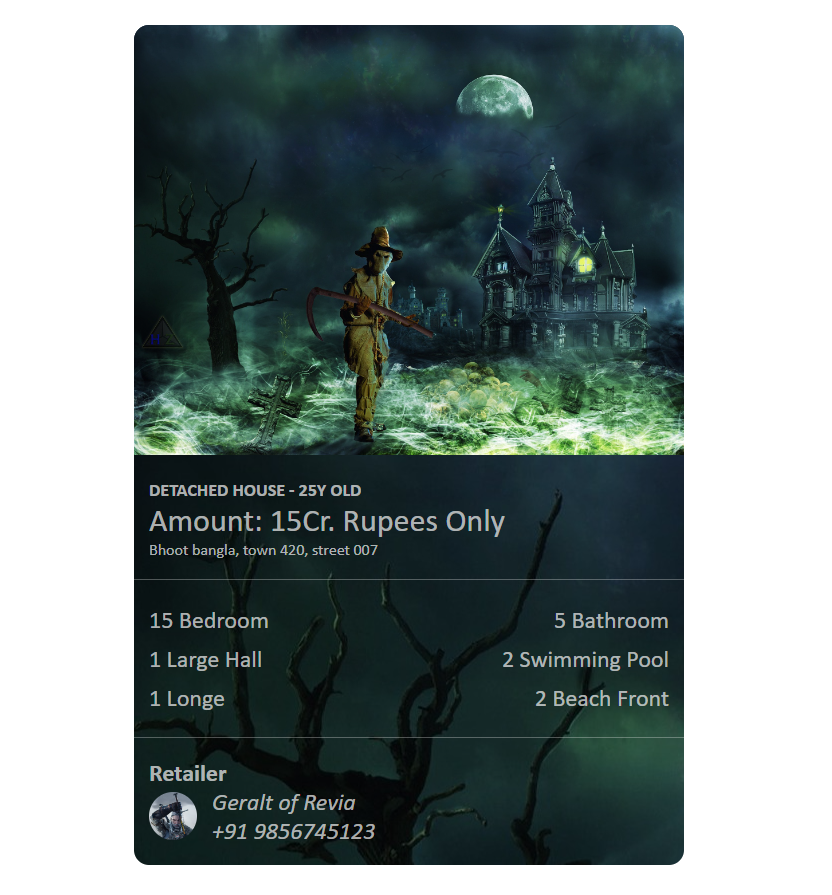 DETACHED HOUSE - 25Y OLD
Amount: 15Cr. Rupees Only
Bhoot bangla, town 420, street 007
15 Bedroom 5 Bathroom
1 Large Hall 2 Swimming Pool
1 Longe 2 Beach Front
Retailer
Geralt of Revia
+91 9856745123